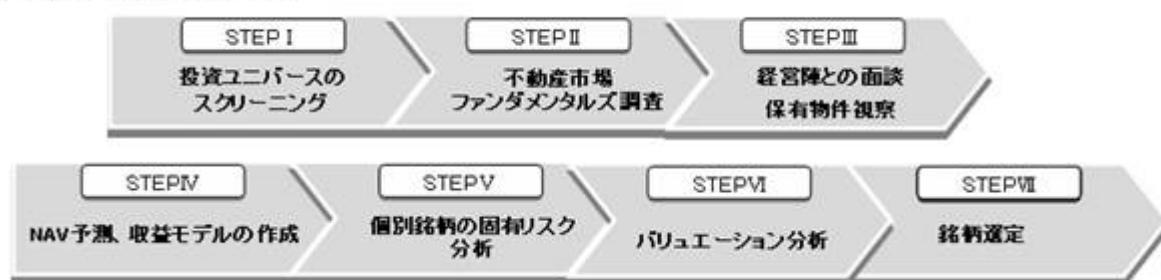 STEPⅠ
投資ユニバースの
スクリーニング
STEPⅡ
不動産市場
ファンダメンタルズ調査
STEPⅢ
経営陣との面談
保有物件視察
STEPⅣ
NAV予測、収益モデルの作成
STEPⅤ
個別銘柄の固有リスク
分析
STEPⅥ
バリュエーション分析
STEPⅦ
銘柄選定